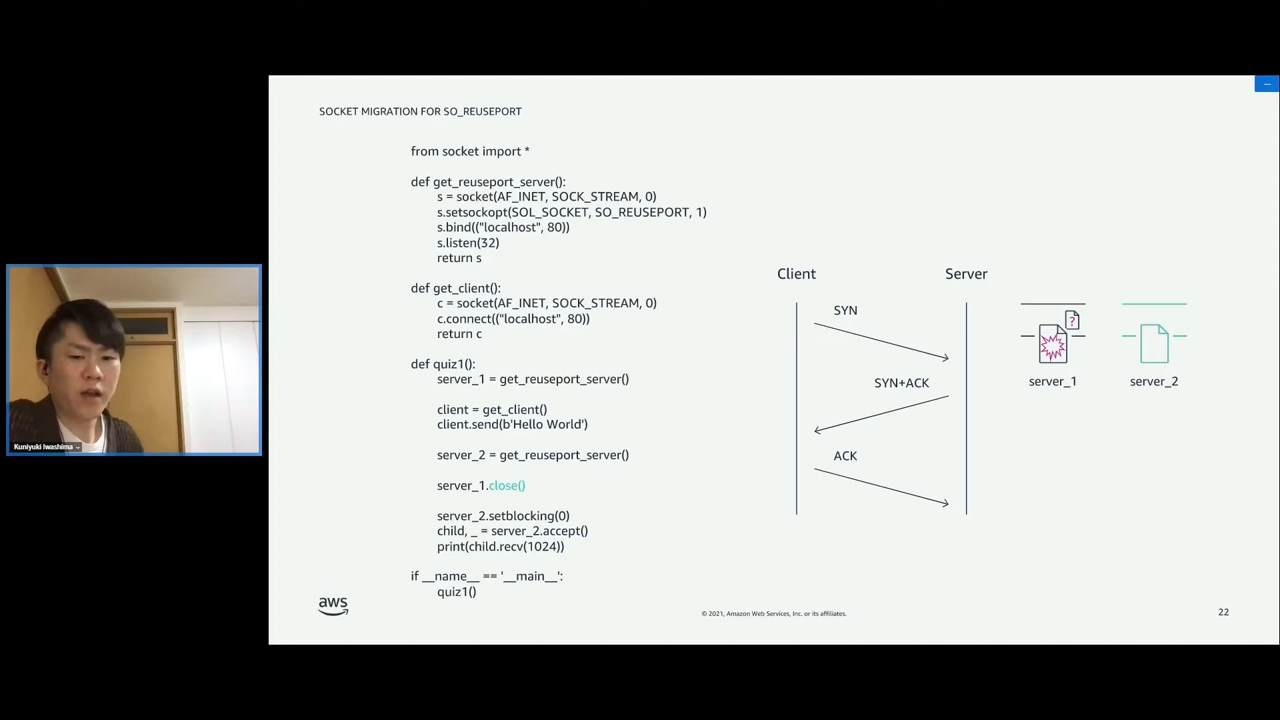 SOCKET MIGRATION FOR SO_REUSEPORT
from socket import *
def get_reuseport_server():
s = socket(AF_INET, SOCK_STREAM, 0)
s.setsockopt(SOL_SOCKET, SO_REUSEPORT, 1)
s.bind(("localhost", 80))
s.listen(32)
return s
def get_client():
c = socket(AF_INET, SOCK_STREAM, 0)
c.connect(("localhost", 80))
return c
def quiz1():
server_1 = get_reuseport_server()
client = get_client()
client.send(b'Hello World')
server_2 = get_reuseport_server()
server_1.close()
server_2.setblocking(0)
child, _ = server_2.accept()
print(child.recv(1024))
if __name__ == '__main__':
quiz1()
Client
Server
SYN
SYN+ACK
ACK
?
server_1
server_2
Kuniyuki Iwashima
aws
© 2021, Amazon Web Services, Inc. or its affiliates.
22